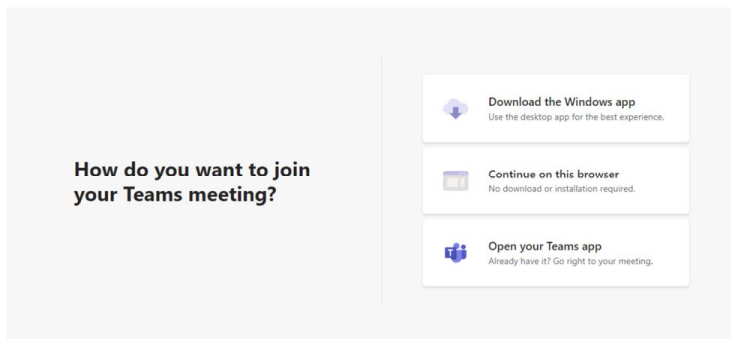 How do you want to join
your Teams meeting?
Download the Windows app
Use the desktop app for the best experience.
Continue on this browser
No download or installation required.
Open your Teams app
Already have it? Go right to your meeting.